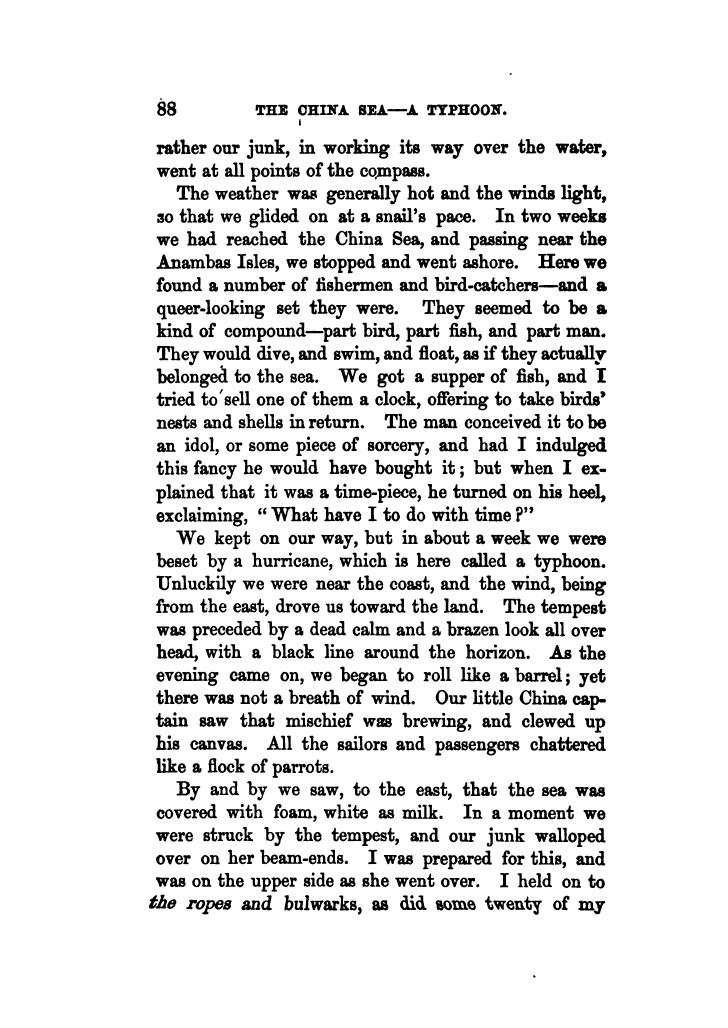 88 THE CHINA SEA—A TYPHOON.
rather our junk, in working its way over the water,
went at all points of the compass.
The weather was generally hot and the winds light,
so that we glided on at a snail's pace. In two weeks
we had reached the China Sea, and passing near the
Anambas Isles, we stopped and went ashore. Here we
found a number of fishermen and bird-catchers—and a
queer-looking set they were. They seemed to be a
kind of compound—part bird, part fish, and part man.
They would dive, and swim, and float, as if they actually
belonged to the sea. We got a supper of fish, and I
tried to sell one of them a clock, offering to take birds'
nests and shells in return. The man conceived it to be
an idol, or some piece of sorcery, and had I indulged
this fancy he would have bought it; but when I ex-
plained that it was a time-piece, he turned on his heel,
exclaiming, "What have I to do with time?"
We kept on our way, but in about a week we were
beset by a hurricane, which is here called a typhoon.
Unluckily we were near the coast, and the wind, being
from the east, drove us toward the land. The tempest
was preceded by a dead calm and a brazen look all over
head, with a black line around the horizon. As the
evening came on, we began to roll like a barrel; yet
there was not a breath of wind. Our little China cap-
tain saw that mischief was brewing, and clewed up
his canvas. All the sailors and passengers chattered
like a flock of parrots.
By and by we saw, to the east, that the sea was
covered with foam, white as milk. In a moment we
were struck by the tempest, and our junk walloped
over on her beam-ends. I was prepared for this, and
was on the upper side as she went over. I held on to
the ropes and bulwarks, as did some twenty of my